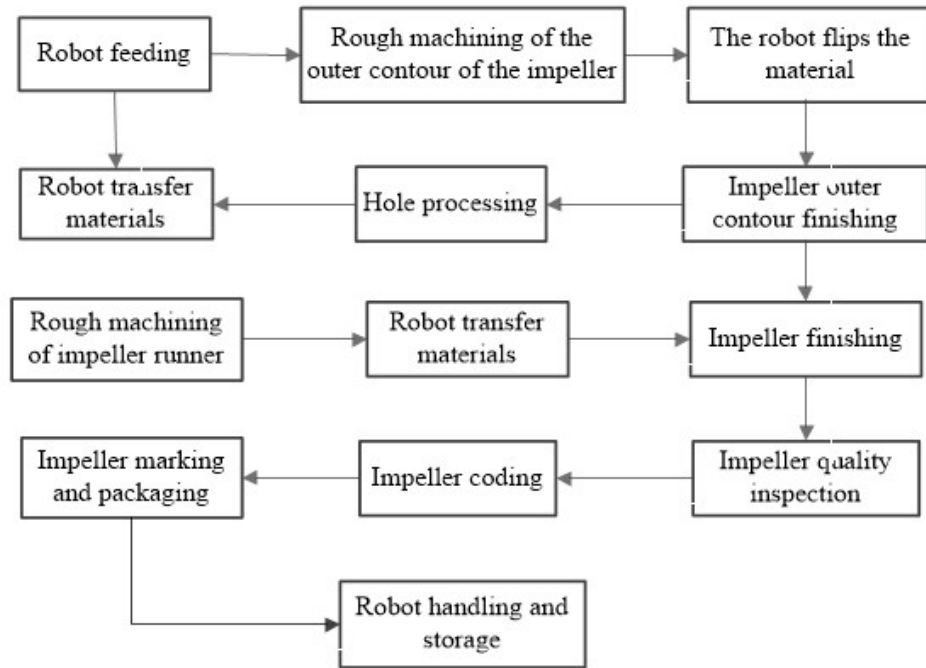 Robot feeding
Rough machining of the
outer contour of the impeller
The robot flips the
material
Robot transfer
materials
Hole processing
Impeller outer
contour finishing
Rough machining
of impeller runner
Robot transfer
materials
Impeller finishing
Impeller marking
and packaging
Impeller coding
Impeller quality
inspection
Robot handling and
storage